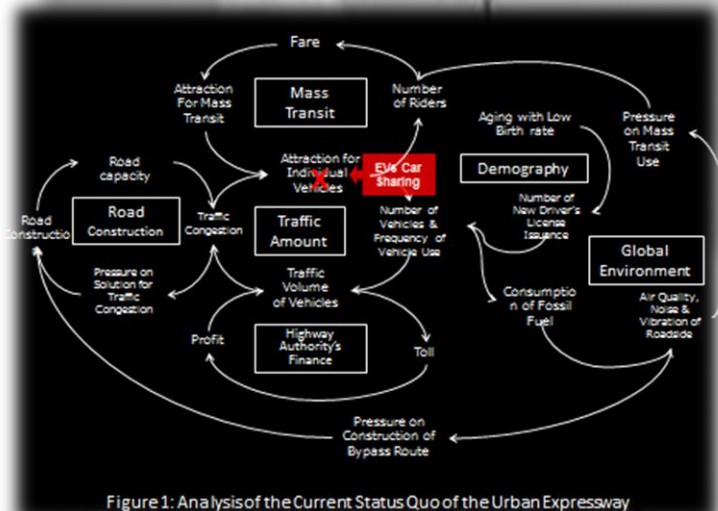 Fare
Attraction
For Mass
Transit
Mass
Transit
Number
of Riders
Aging with Low
Birth rate
Pressure
on Mass
Transit
Use
Road
capacity
Attraction for
Individual
Vehicles
X
EVs Car
Sharing
Demography
Road
Constructio
Road
Construction
Traffic
Congestion
Traffic
Amount
Number of
Vehicles &
Frequency of
Vehicle Use
Number of
New Driver's
License
Issuance
Global
Environment
Pressure on
Solution for
Traffic
Congestion
Traffic
Volume
of Vehicles
Consumptio
n of Fossil
Fuel
Air Quality,
Noise &
Vibration of
Roadside
Profit
Highway
Authority's
Finance
Toll
Pressure on
Construction of
Bypass Route
Figure 1: Analysis of the Current Status Quo of the Urban Expressway